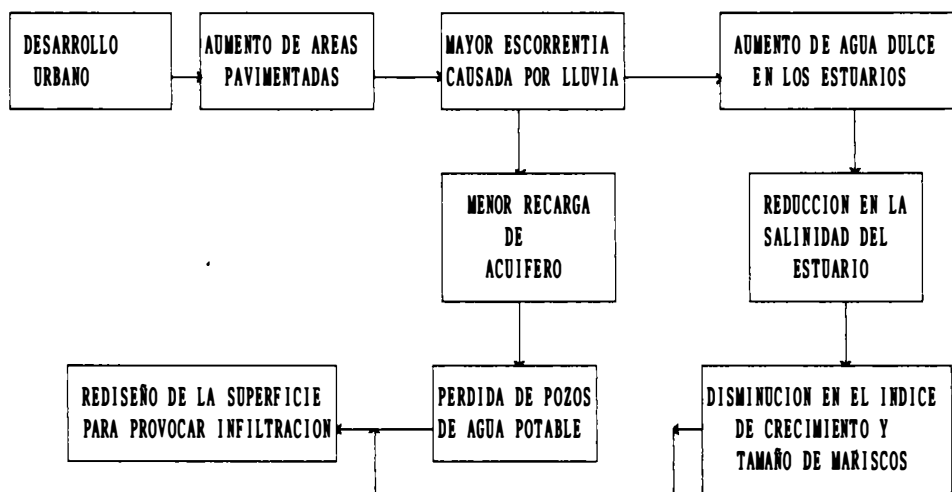 DESARROLLO
URBANO
AUMENTO DE AREAS
PAVIMENTADAS
MAYOR ESCORRENTIA
CAUSADA POR LLUVIA
AUMENTO DE AGUA DULCE
EN LOS ESTUARIOS
MENOR RECARGA
DE
ACUIFERO
REDUCCION EN LA
SALINIDAD DEL
ESTUARIO
REDISEÑO DE LA SUPERFICIE
PARA PROVOCAR INFILTRACION
PERDIDA DE POZOS
DE AGUA POTABLE
DISMINUCION EN EL INDICE
DE CRECIMIENTO Y
TAMAÑO DE MARISCOS